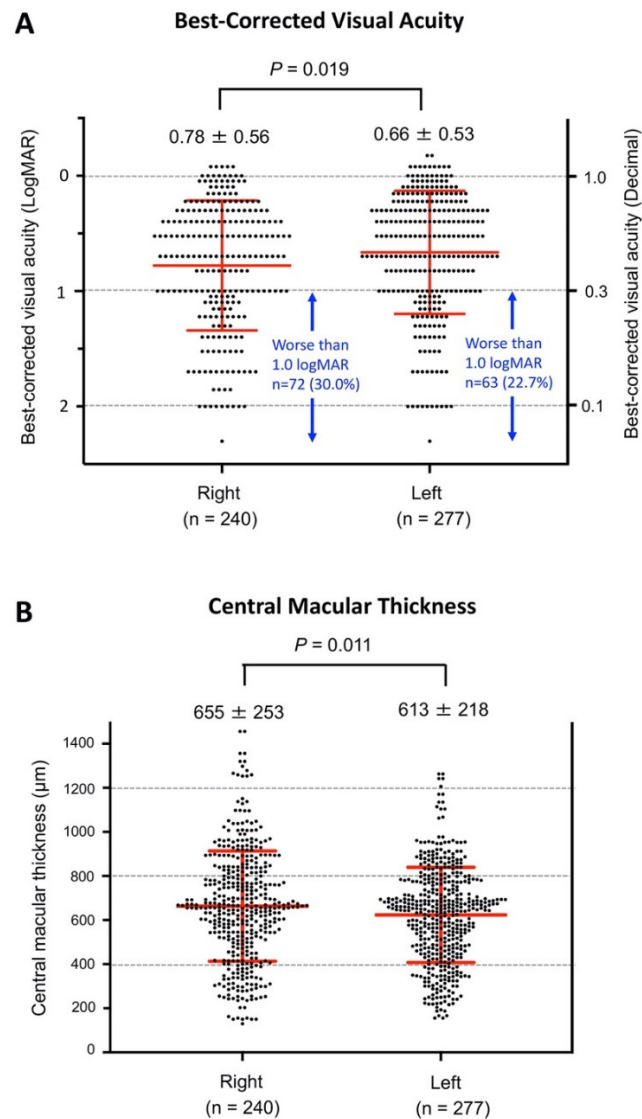 A
Best-Corrected Visual Acuity
P = 0.019
0.78 ± 0.56
0.66 ± 0.53
Best-corrected visual acuity (LogMAR)
0
1
2
1.0
0.3
0.1
Best-corrected visual acuity (Decimal)
Worse than
1.0 logMAR
n=72 (30.0%)
Worse than
1.0 logMAR
n=63 (22.7%)
Right
(n = 240)
Left
(n = 277)
B
Central Macular Thickness
P = 0.011
655 ± 253
613 ± 218
Central macular thickness (μm)
1400
1200
1000
800
600
400
200
0
Right
(n = 240)
Left
(n = 277)